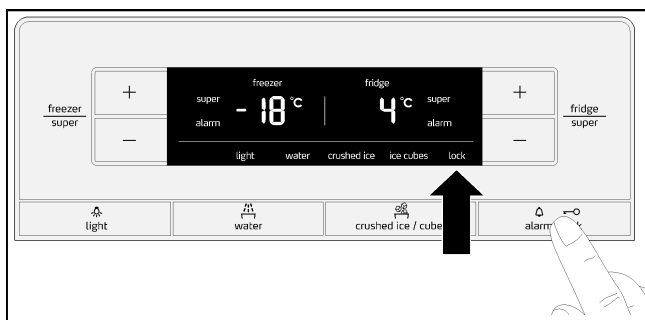 freezer
super
+
−
freezer
super
alarm
-18°C
fridge
4°C
super
alarm
light water crushed ice ice cubes lock
+
−
fridge
super
light
water
crushed ice / cube
alarm